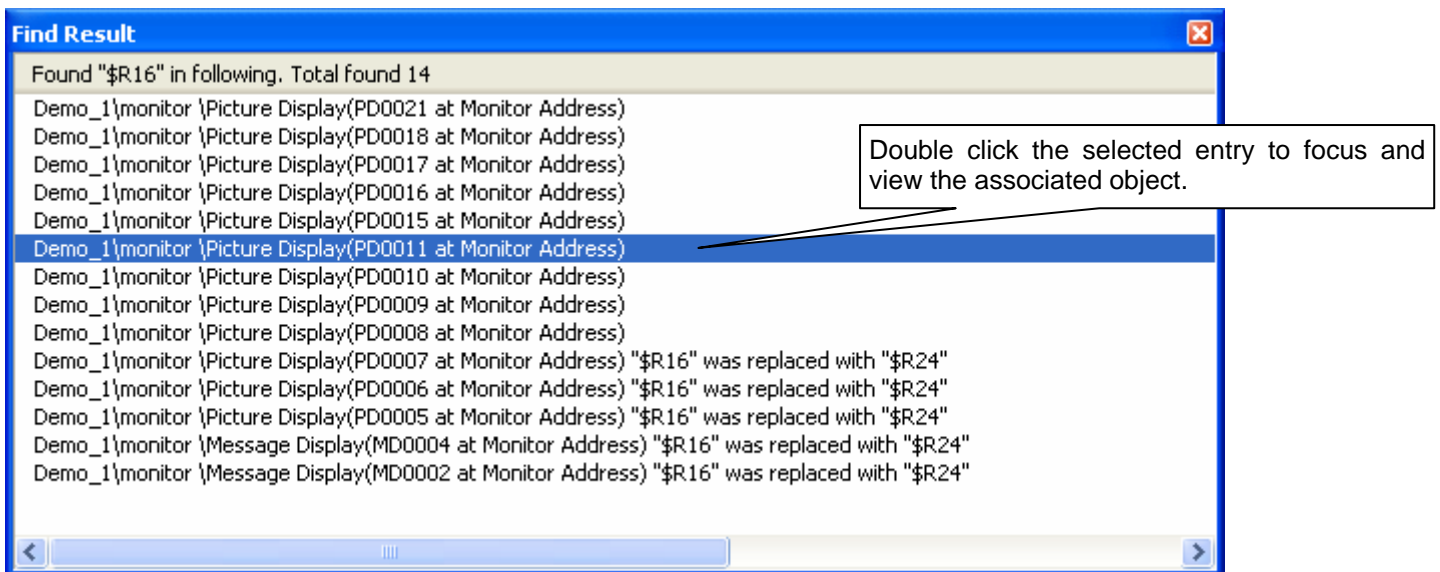 Find Result
Found "$R16" in following. Total found 14
Demo_1\monitor \Picture Display(PD0021 at Monitor Address)
Demo_1\monitor \Picture Display(PD0018 at Monitor Address)
Demo_1\monitor \Picture Display(PD0017 at Monitor Address)
Demo_1\monitor \Picture Display(PD0016 at Monitor Address)
Demo_1\monitor \Picture Display(PD0015 at Monitor Address)
Demo_1\monitor \Picture Display(PD0011 at Monitor Address)
Demo_1\monitor \Picture Display(PD0010 at Monitor Address)
Demo_1\monitor \Picture Display(PD0009 at Monitor Address)
Demo_1\monitor \Picture Display(PD0008 at Monitor Address)
Demo_1\monitor \Picture Display(PD0007 at Monitor Address) "$R16" was replaced with "$R24"
Demo_1\monitor \Picture Display(PD0006 at Monitor Address) "$R16" was replaced with "$R24"
Demo_1\monitor \Picture Display(PD0005 at Monitor Address) "$R16" was replaced with "$R24"
Demo_1\monitor \Message Display(MD0004 at Monitor Address) "$R16" was replaced with "$R24"
Demo_1\monitor \Message Display(MD0002 at Monitor Address) "$R16" was replaced with "$R24"
Double click the selected entry to focus and
view the associated object.